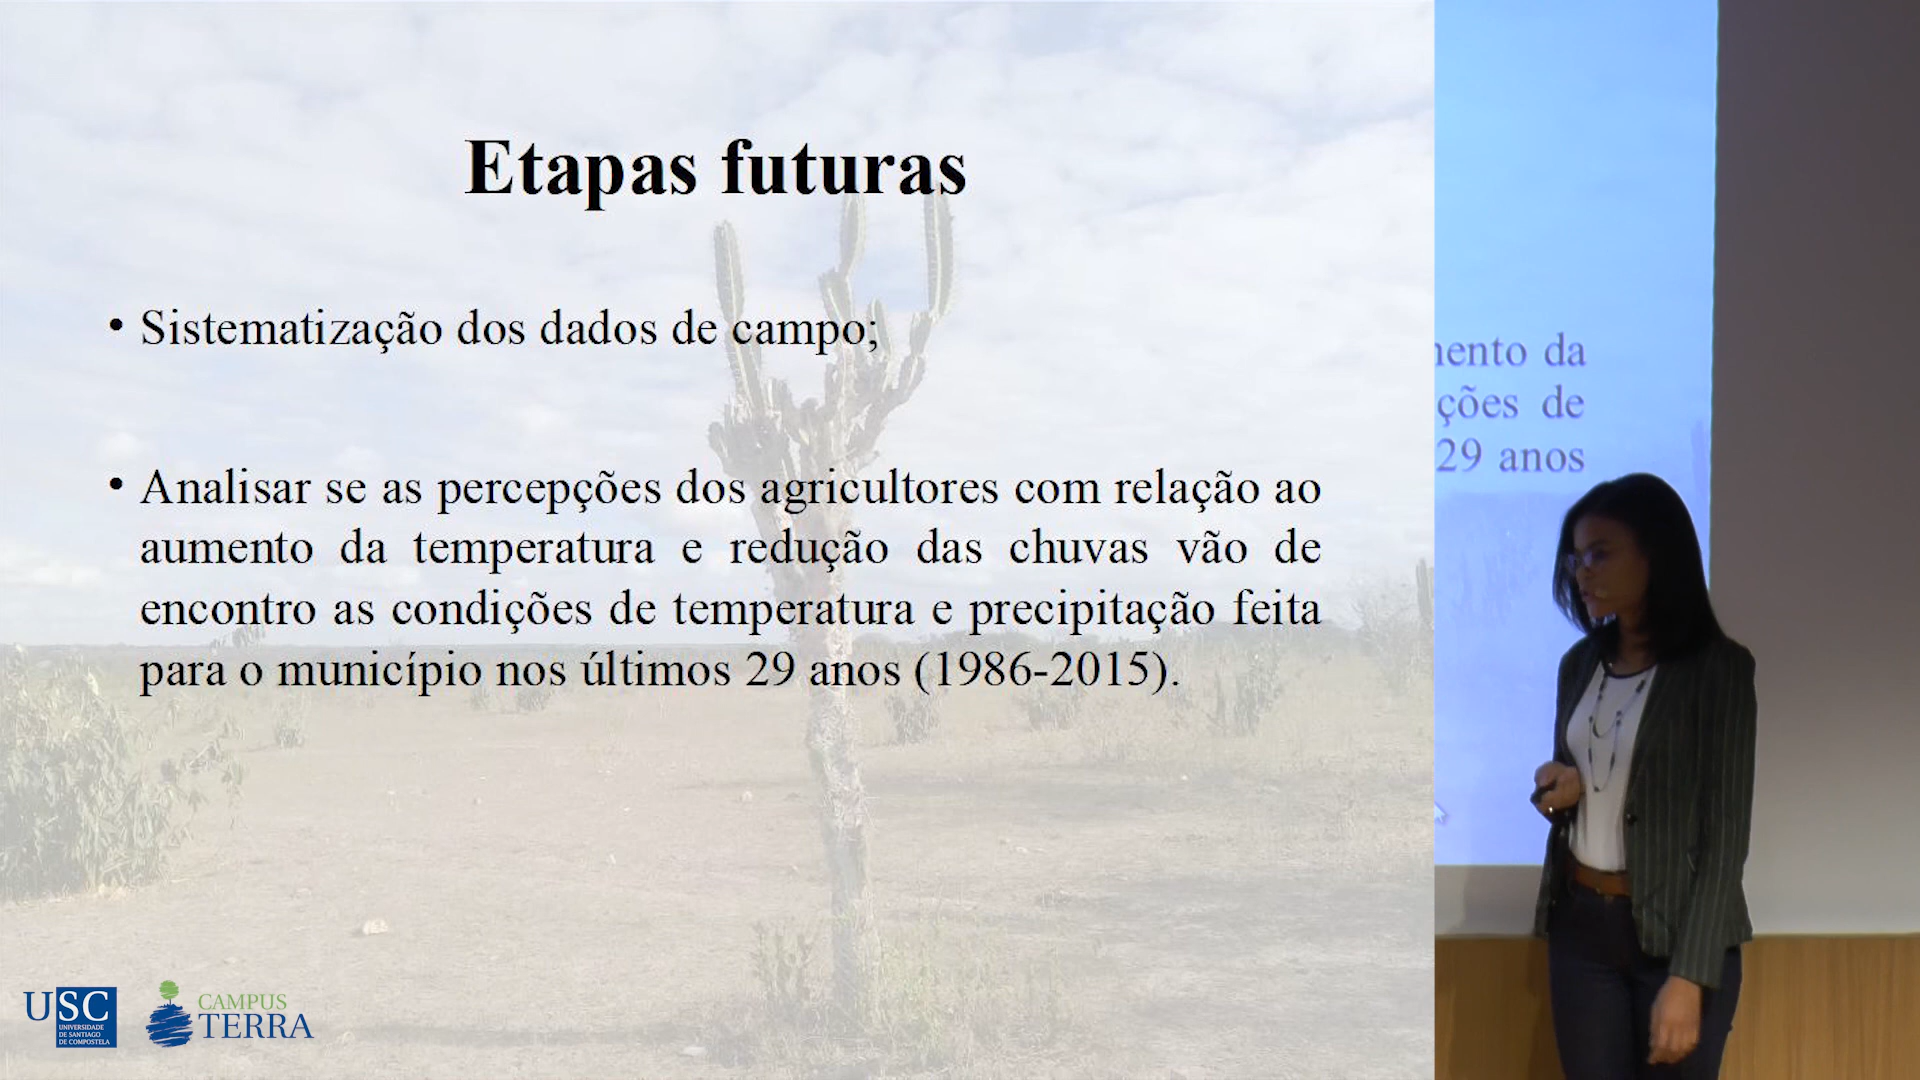 Etapas futuras
• Sistematização dos dados de campo;
• Analisar se as percepções dos agricultores com relação ao
aumento da temperatura e redução das chuvas vão de
encontro as condições de temperatura e precipitação feita
para o município nos últimos 29 anos (1986-2015).
ento da
ções de
29 anos
USC
UNIVERSIDADE
DE SANTIAGO
DE COMPOSTELA
CAMPUS
TERRA